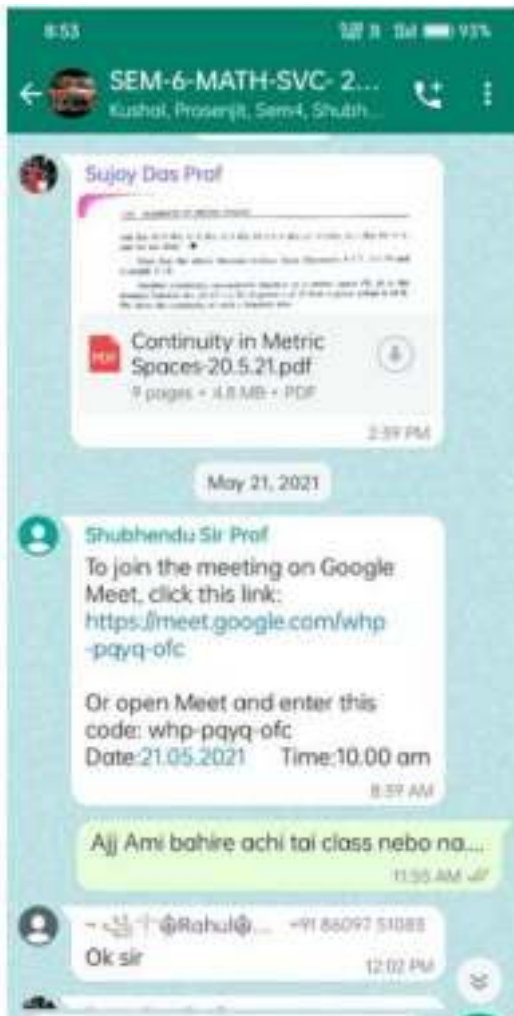 8:53
93%
SEM-6-MATH-SVC- 2...
Kushal, Prosenjit, Sem4, Shubh...
Sujoy Das Prof
Continuity in Metric
Spaces-20.5.21.pdf
9 pages • 4.8 MB • PDF
2:59 PM
May 21, 2021
Shubhendu Sir Prof
To join the meeting on Google
Meet, click this link:
https://meet.google.com/whp
-pqyq-ofc
Or open Meet and enter this
code: whp-pqyq-ofc
Date:21.05.2021 Time:10.00 am
8:59 AM
Ajj Ami bahire achi tai class nebo na....
11:55 AM
Rahul ... +91 86097 51085
Ok sir
12:02 PM